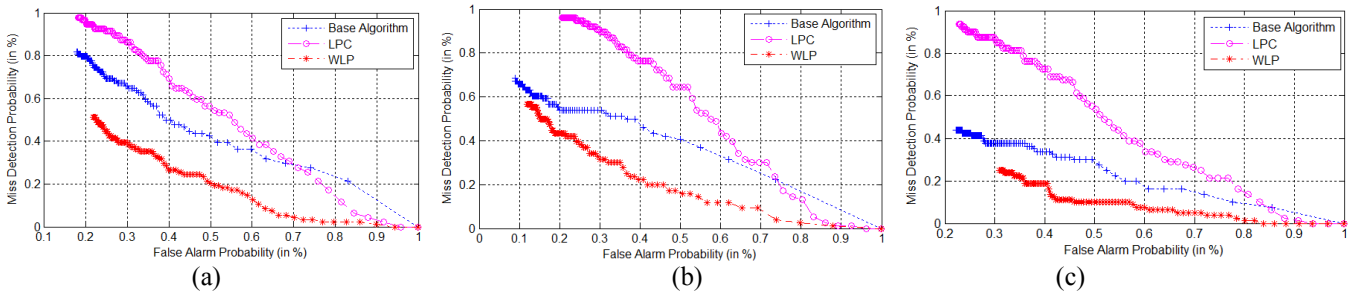 Miss Detection Probability (in %)
1
0.8
0.6
0.4
0.2
0
0.1 0.2 0.3 0.4 0.5 0.6 0.7 0.8 0.9 1
False Alarm Probability (in %)
Base Algorithm
LPC
WLP
(a)
Miss Detection Probability (in %)
1
0.8
0.6
0.4
0.2
0
0 0.1 0.2 0.3 0.4 0.5 0.6 0.7 0.8 0.9 1
False Alarm Probability (in %)
Base Algorithm
LPC
WLP
(b)
Miss Detection Probability (in %)
1
0.8
0.6
0.4
0.2
0
0.2 0.3 0.4 0.5 0.6 0.7 0.8 0.9 1
False Alarm Probability (in %)
Base Algorithm
LPC
WLP
(c)